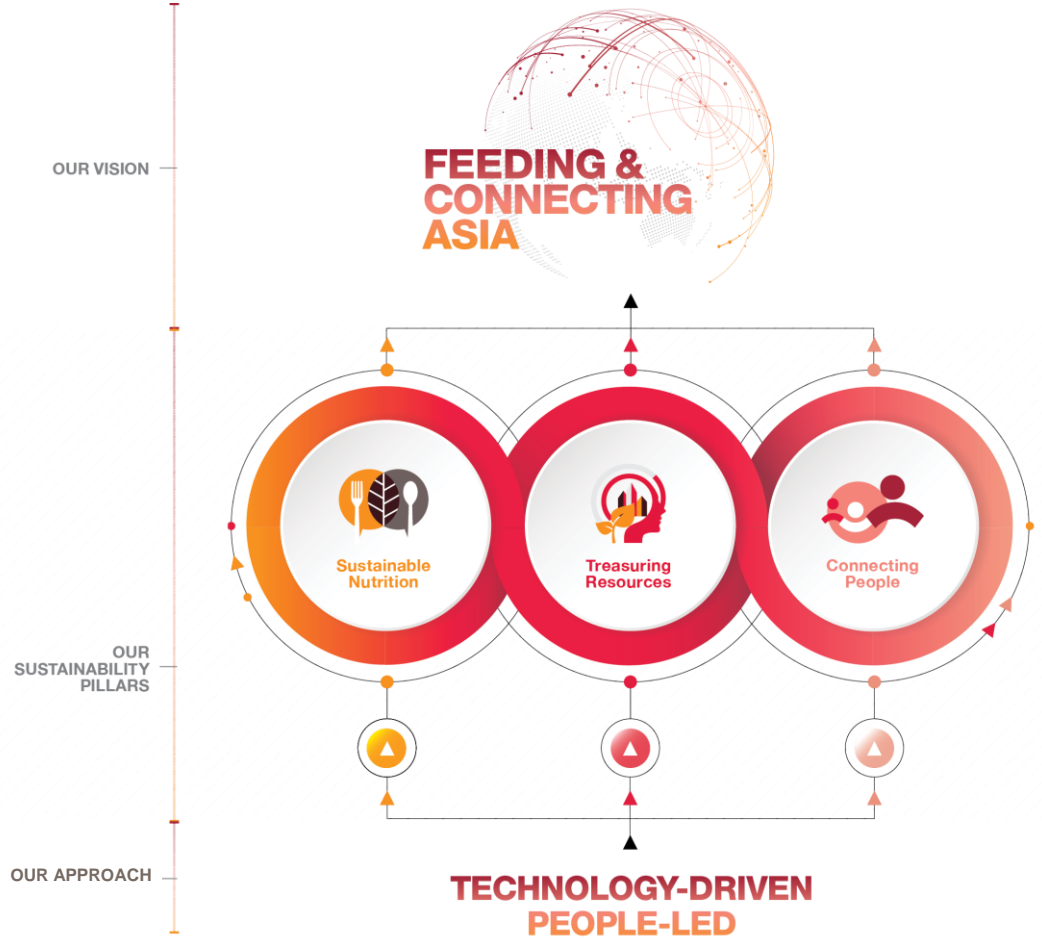 OUR VISION
FEEDING &
CONNECTING
ASIA
Sustainable
Nutrition
Treasuring
Resources
Connecting
People
OUR
SUSTAINABILITY
PILLARS
OUR APPROACH
TECHNOLOGY-DRIVEN
PEOPLE-LED